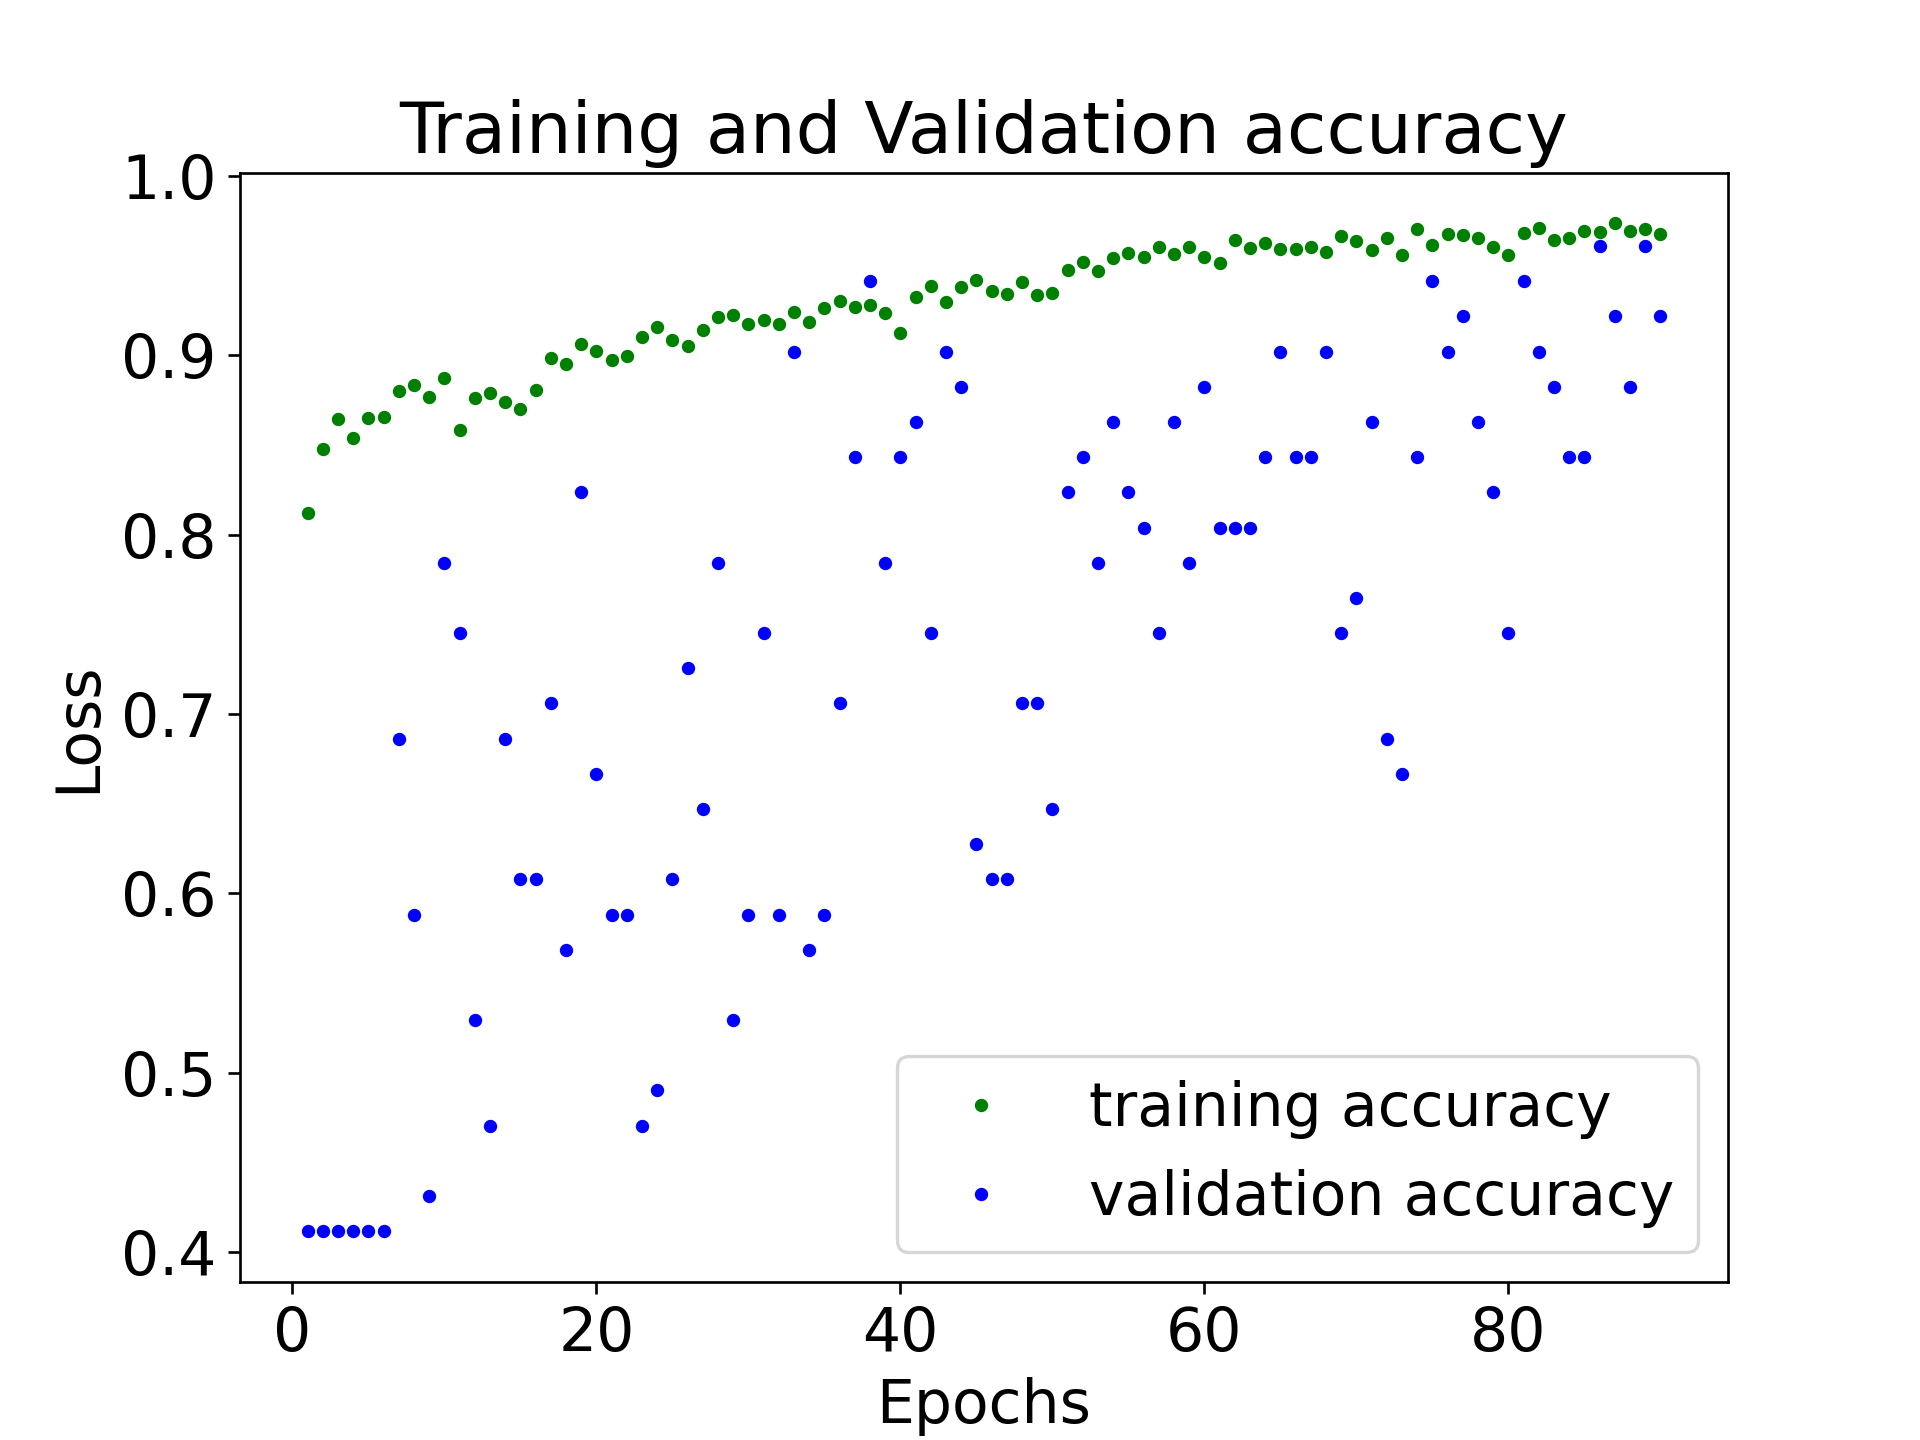 Training and Validation accuracy
1.0
0.9
0.8
0.7
0.6
0.5
0.4
Loss
training accuracy
validation accuracy
0 20 40 60 80
Epochs